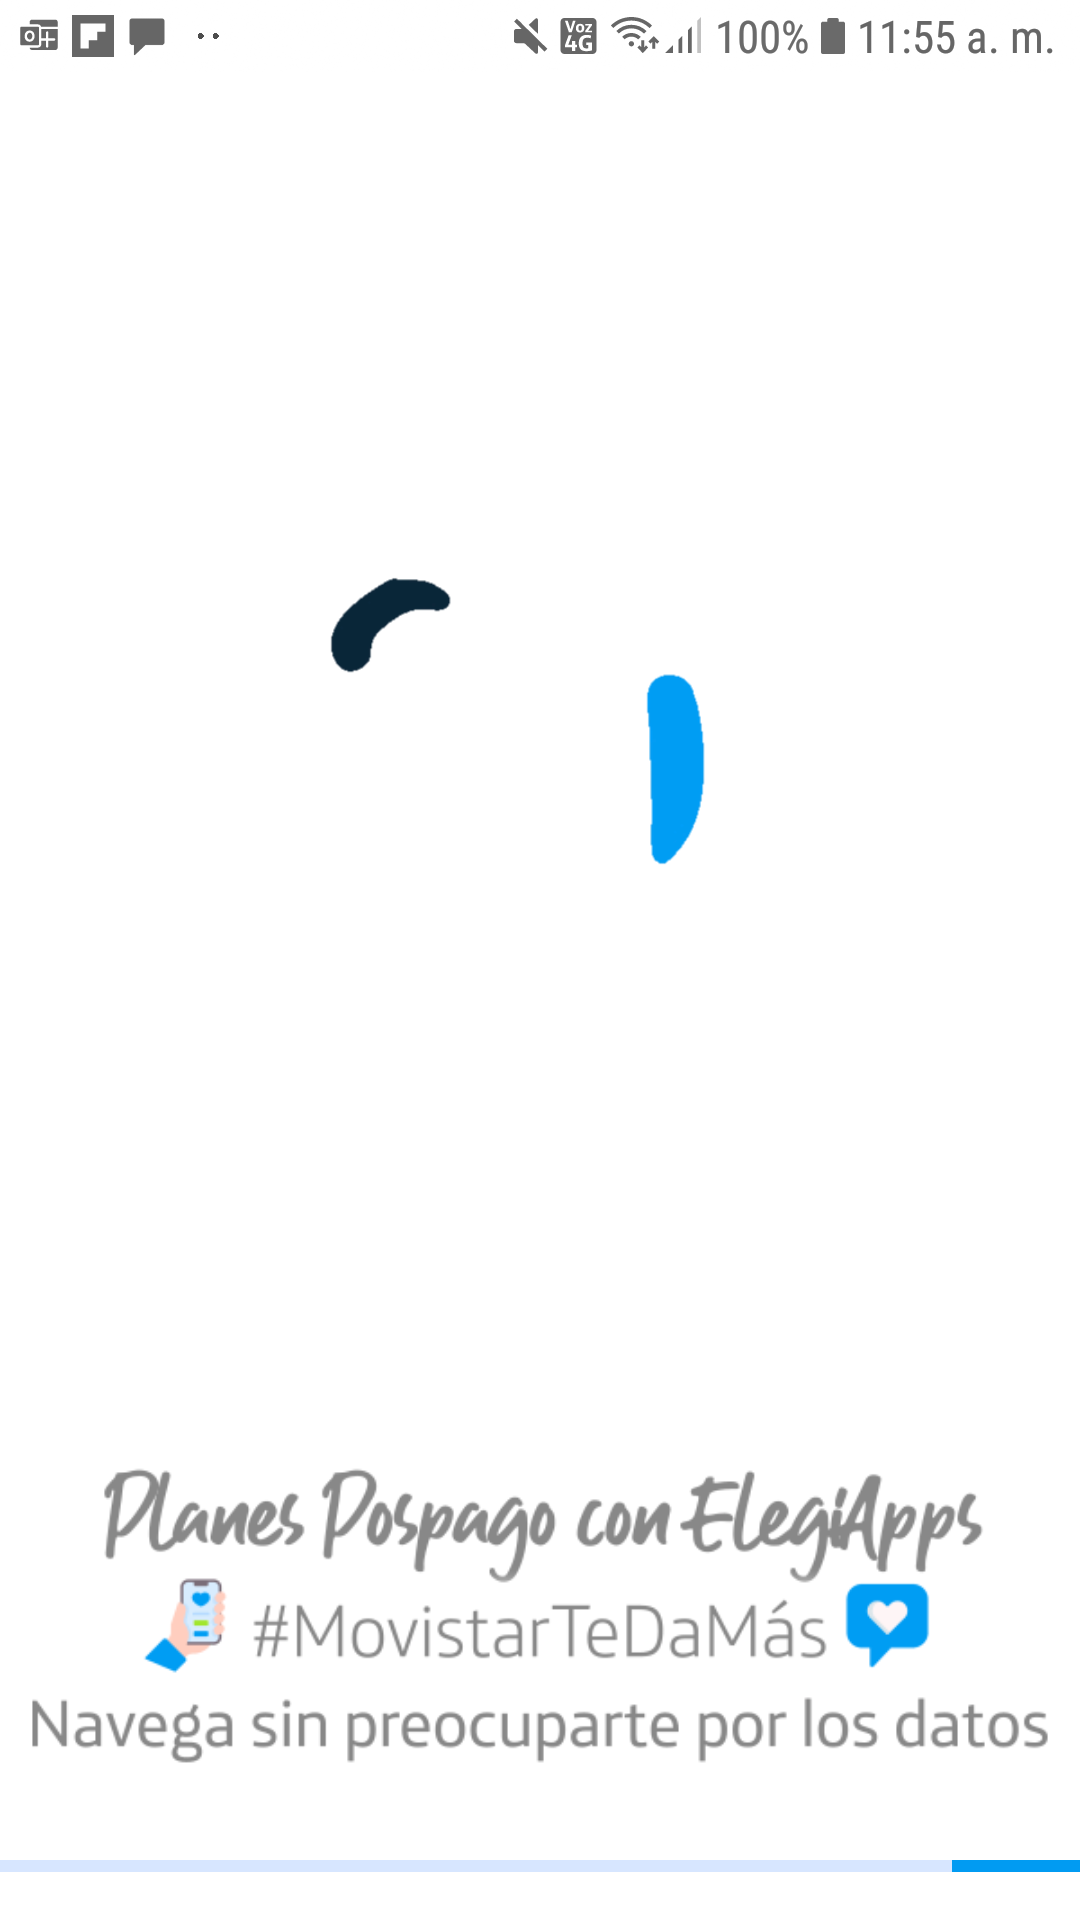 Voz 4G 100% 11:55 a. m.
Planes Pospago con ElegiApps
#MovistarTeDaMás
Navega sin preocuparte por los datos